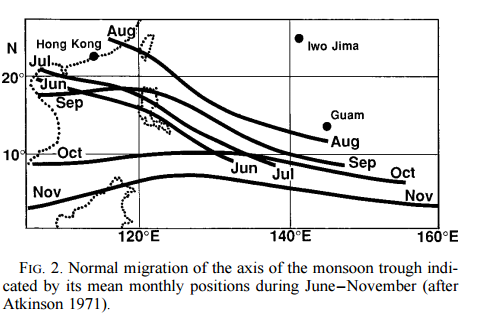 Aug
N
Hong Kong
Iwo Jima
Jul
20°
Jun
Sep
Guam
Aug
10°
Oct
Sep
Jun
Jul
Oct
Nov
Nov
120°E
140°E
160°E
FIG. 2. Normal migration of the axis of the monsoon trough indi-
cated by its mean monthly positions during June–November (after
Atkinson 1971).